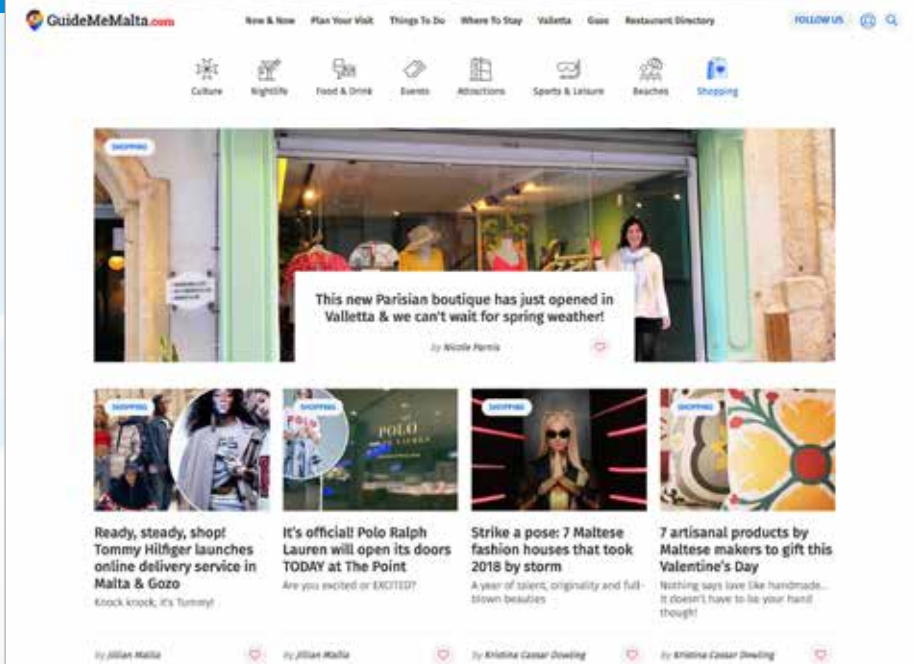 GuideMeMalta.com
New & Now Plan Your Visit Things To Do Where To Stay Valletta Gozo Restaurant Directory
FOLLOW US
Culture Nightlife Food & Drink Events Attractions Sports & Leisure Beaches Shopping
SHOPPING
This new Parisian boutique has just opened in
Valletta & we can't wait for spring weather!
by Nicole Parnis
SHOPPING
Ready, steady, shop!
Tommy Hilfiger launches
online delivery service in
Malta & Gozo
Knock knock, it's Tommy!
by Jillian Mallia
SHOPPING
POLO
POLO
It's official! Polo Ralph
Lauren will open its doors
TODAY at The Point
Are you excited or EXCITED?
by Jillian Mallia
SHOPPING
Strike a pose: 7 Maltese
fashion houses that took
2018 by storm
A year of talent, originality and full-
blown beauties
by Kristina Cassar Dowling
SHOPPING
7 artisanal products by
Maltese makers to gift this
Valentine's Day
Nothing says love like handmade...
It doesn't have to be your hand
though!
by Kristina Cassar Dowling